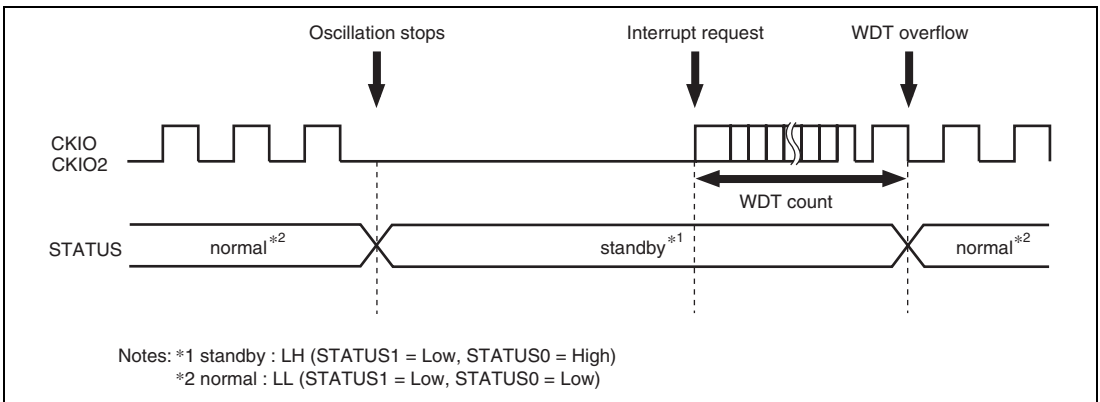 Oscillation stops Interrupt request WDT overflow
CKIO
CKIO2
WDT count
STATUS normal*2 standby*1 normal*2
Notes: *1 standby : LH (STATUS1 = Low, STATUS0 = High)
*2 normal : LL (STATUS1 = Low, STATUS0 = Low)